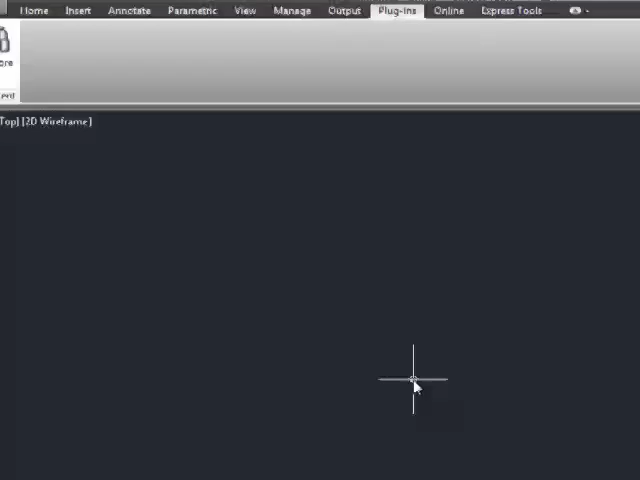 Home Insert Annotate Parametric View Manage Output Plug-ins Online Express Tools
Top] [2D Wireframe]